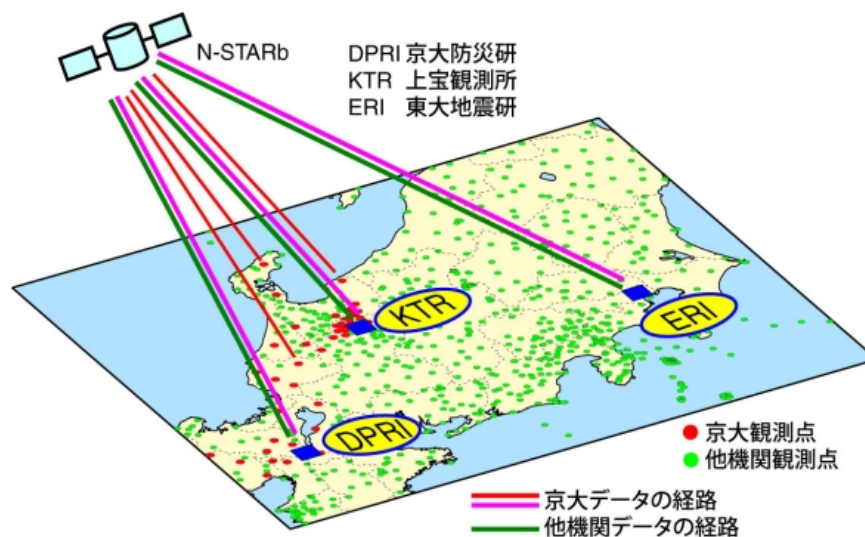 N-STARb
DPRI 京大防災研
KTR 上宝観測所
ERI 東大地震研
KTR
ERI
DPRI
京大観測点
他機関観測点
京大データの経路
他機関データの経路